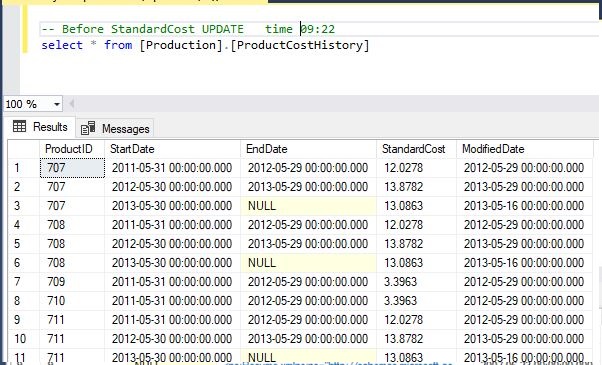 -- Before StandardCost UPDATE   time 09:22
select * from [Production].[ProductCostHistory]
100 %
Results Messages
ProductID StartDate EndDate StandardCost ModifiedDate
1 707 2011-05-31 00:00:00.000 2012-05-29 00:00:00.000 12.0278 2012-05-29 00:00:00.000
2 707 2012-05-30 00:00:00.000 2013-05-29 00:00:00.000 13.8782 2013-05-29 00:00:00.000
3 707 2013-05-30 00:00:00.000 NULL 13.0863 2013-05-16 00:00:00.000
4 708 2011-05-31 00:00:00.000 2012-05-29 00:00:00.000 12.0278 2012-05-29 00:00:00.000
5 708 2012-05-30 00:00:00.000 2013-05-29 00:00:00.000 13.8782 2013-05-29 00:00:00.000
6 708 2013-05-30 00:00:00.000 NULL 13.0863 2013-05-16 00:00:00.000
7 709 2011-05-31 00:00:00.000 2012-05-29 00:00:00.000 3.3963 2012-05-29 00:00:00.000
8 710 2011-05-31 00:00:00.000 2012-05-29 00:00:00.000 3.3963 2012-05-29 00:00:00.000
9 711 2011-05-31 00:00:00.000 2012-05-29 00:00:00.000 12.0278 2012-05-29 00:00:00.000
10 711 2012-05-30 00:00:00.000 2013-05-29 00:00:00.000 13.8782 2013-05-29 00:00:00.000
11 711 2013-05-30 00:00:00.000 NULL 13.0863 2013-05-16 00:00:00.000